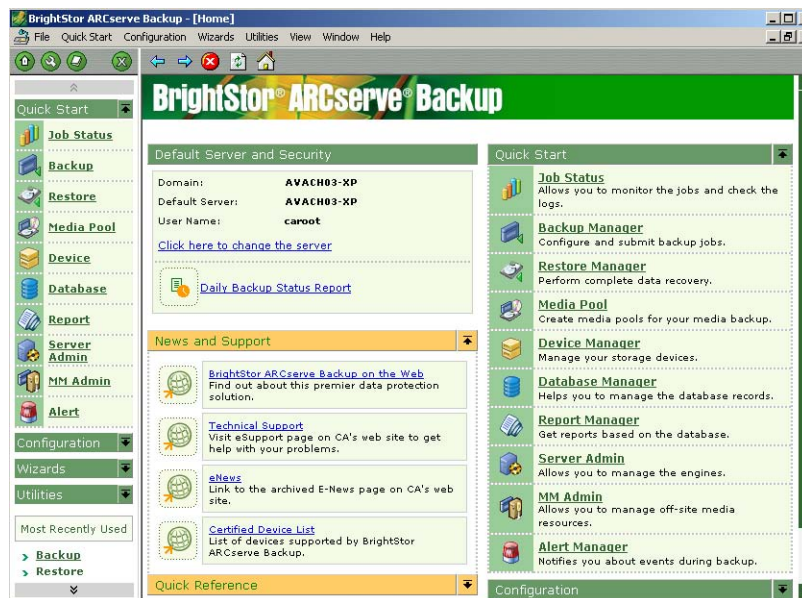 BrightStor ARCserve Backup - [Home]
File Quick Start Configuration Wizards Utilities View Window Help
Quick Start
Job Status
Backup
Restore
Media Pool
Device
Database
Report
Server
Admin
MM Admin
Alert
Configuration
Wizards
Utilities
Most Recently Used
Backup
Restore
BrightStor® ARCserve® Backup
Default Server and Security
Domain: AVACH03-XP
Default Server: AVACH03-XP
User Name: caroot
Click here to change the server
Daily Backup Status Report
News and Support
BrightStor ARCserve Backup on the Web
Find out about this premier data protection
solution.
Technical Support
Visit eSupport page on CA's web site to get
help with your problems.
eNews
Link to the archived E-News page on CA's web
site.
Certified Device List
List of devices supported by BrightStor
ARCserve Backup.
Quick Reference
Quick Start
Job Status
Allows you to monitor the jobs and check the
logs.
Backup Manager
Configure and submit backup jobs.
Restore Manager
Perform complete data recovery.
Media Pool
Create media pools for your media backup.
Device Manager
Manage your storage devices.
Database Manager
Helps you to manage the database records.
Report Manager
Get reports based on the database.
Server Admin
Allows you to manage the engines.
MM Admin
Allows you to manage off-site media
resources.
Alert Manager
Notifies you about events during backup.
Configuration